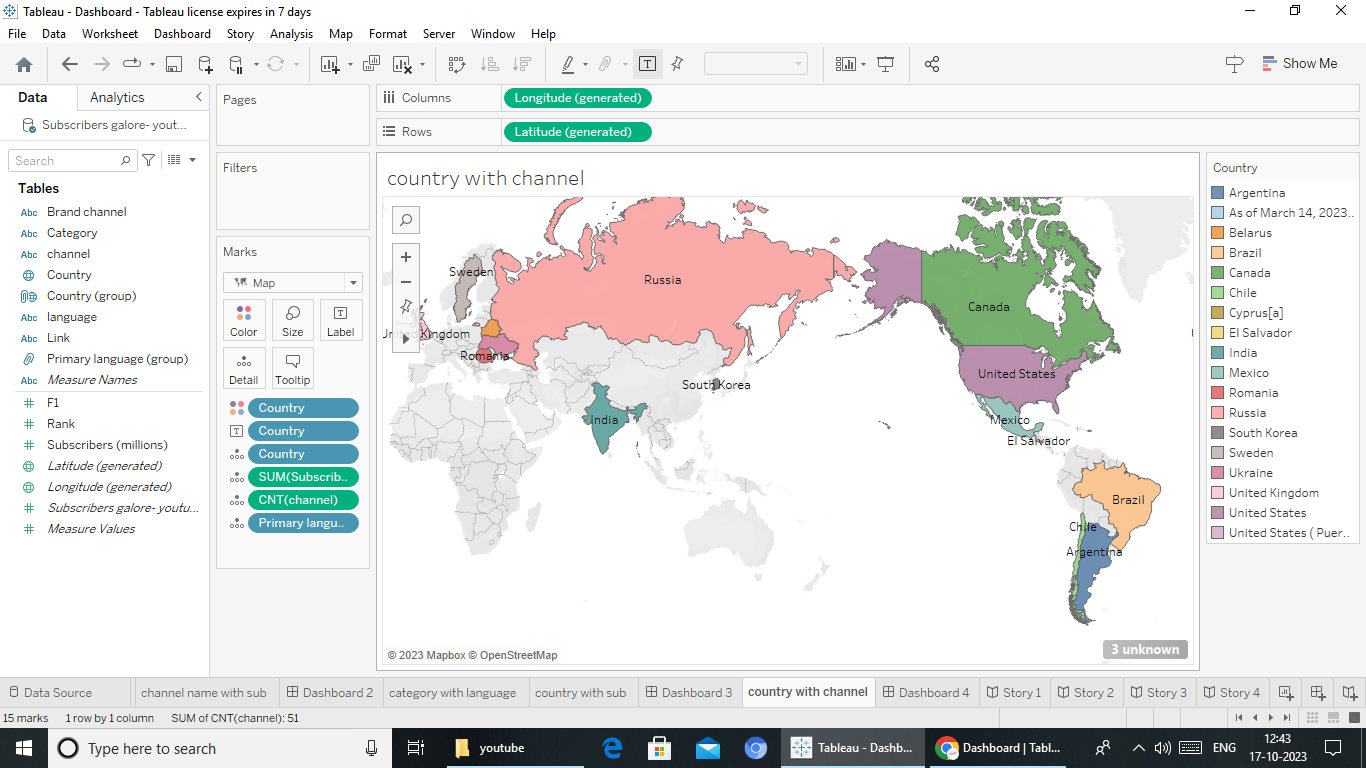 Tableau - Dashboard - Tableau license expires in 7 days
File Data Worksheet Dashboard Story Analysis Map Format Server Window Help
Show Me
Data Analytics
Subscribers galore- yout...
Search
Tables
Abc Brand channel
Abc Category
Abc channel
Country
Country (group)
Abc language
Abc Link
Primary language (group)
Abc Measure Names
F1
Rank
Subscribers (millions)
Latitude (generated)
Longitude (generated)
Subscribers galore- youtu...
Measure Values
Pages
Filters
Marks
Map
Color Size Label
Detail Tooltip
Country
Country
Country
SUM(Subscrib..
CNT(channel)
Primary langu..
Columns Longitude (generated)
Rows Latitude (generated)
country with channel
Sweden
Russia
Canada
United Kingdom
Romania
South Korea
United States
India
Mexico
El Salvador
Brazil
Chile
Argentina
3 unknown
© 2023 Mapbox © OpenStreetMap
Country
Argentina
As of March 14, 2023..
Belarus
Brazil
Canada
Chile
Cyprus[a]
El Salvador
India
Mexico
Romania
Russia
South Korea
Sweden
Ukraine
United Kingdom
United States
United States ( Puer..
Data Source channel name with sub Dashboard 2 category with language country with sub Dashboard 3 country with channel Dashboard 4 Story 1 Story 2 Story 3 Story 4
15 marks 1 row by 1 column SUM of CNT(channel): 51
Type here to search youtube Tableau - Dashb... Dashboard | Tabl... ENG 12:43
17-10-2023